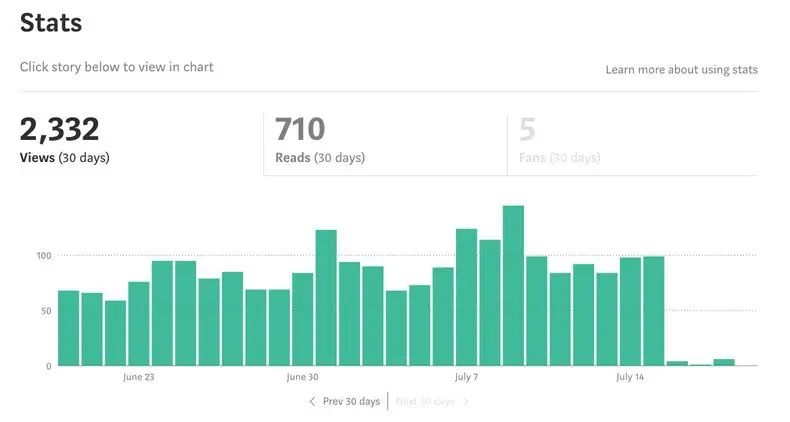 Stats
Click story below to view in chart
Learn more about using stats
2,332
Views (30 days)
710
Reads (30 days)
5
Fans (30 days)
100
50
0
June 23
June 30
July 7
July 14
Prev 30 days
Next 30 days